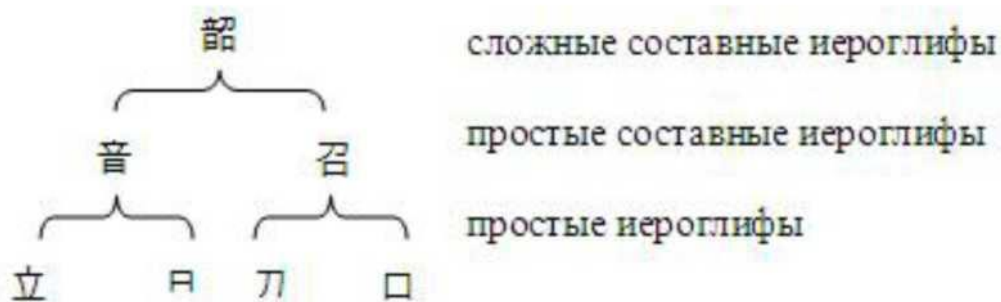 韶
сложные составные иероглифы
音 召
простые составные иероглифы
простые иероглифы
立 日 刀 口